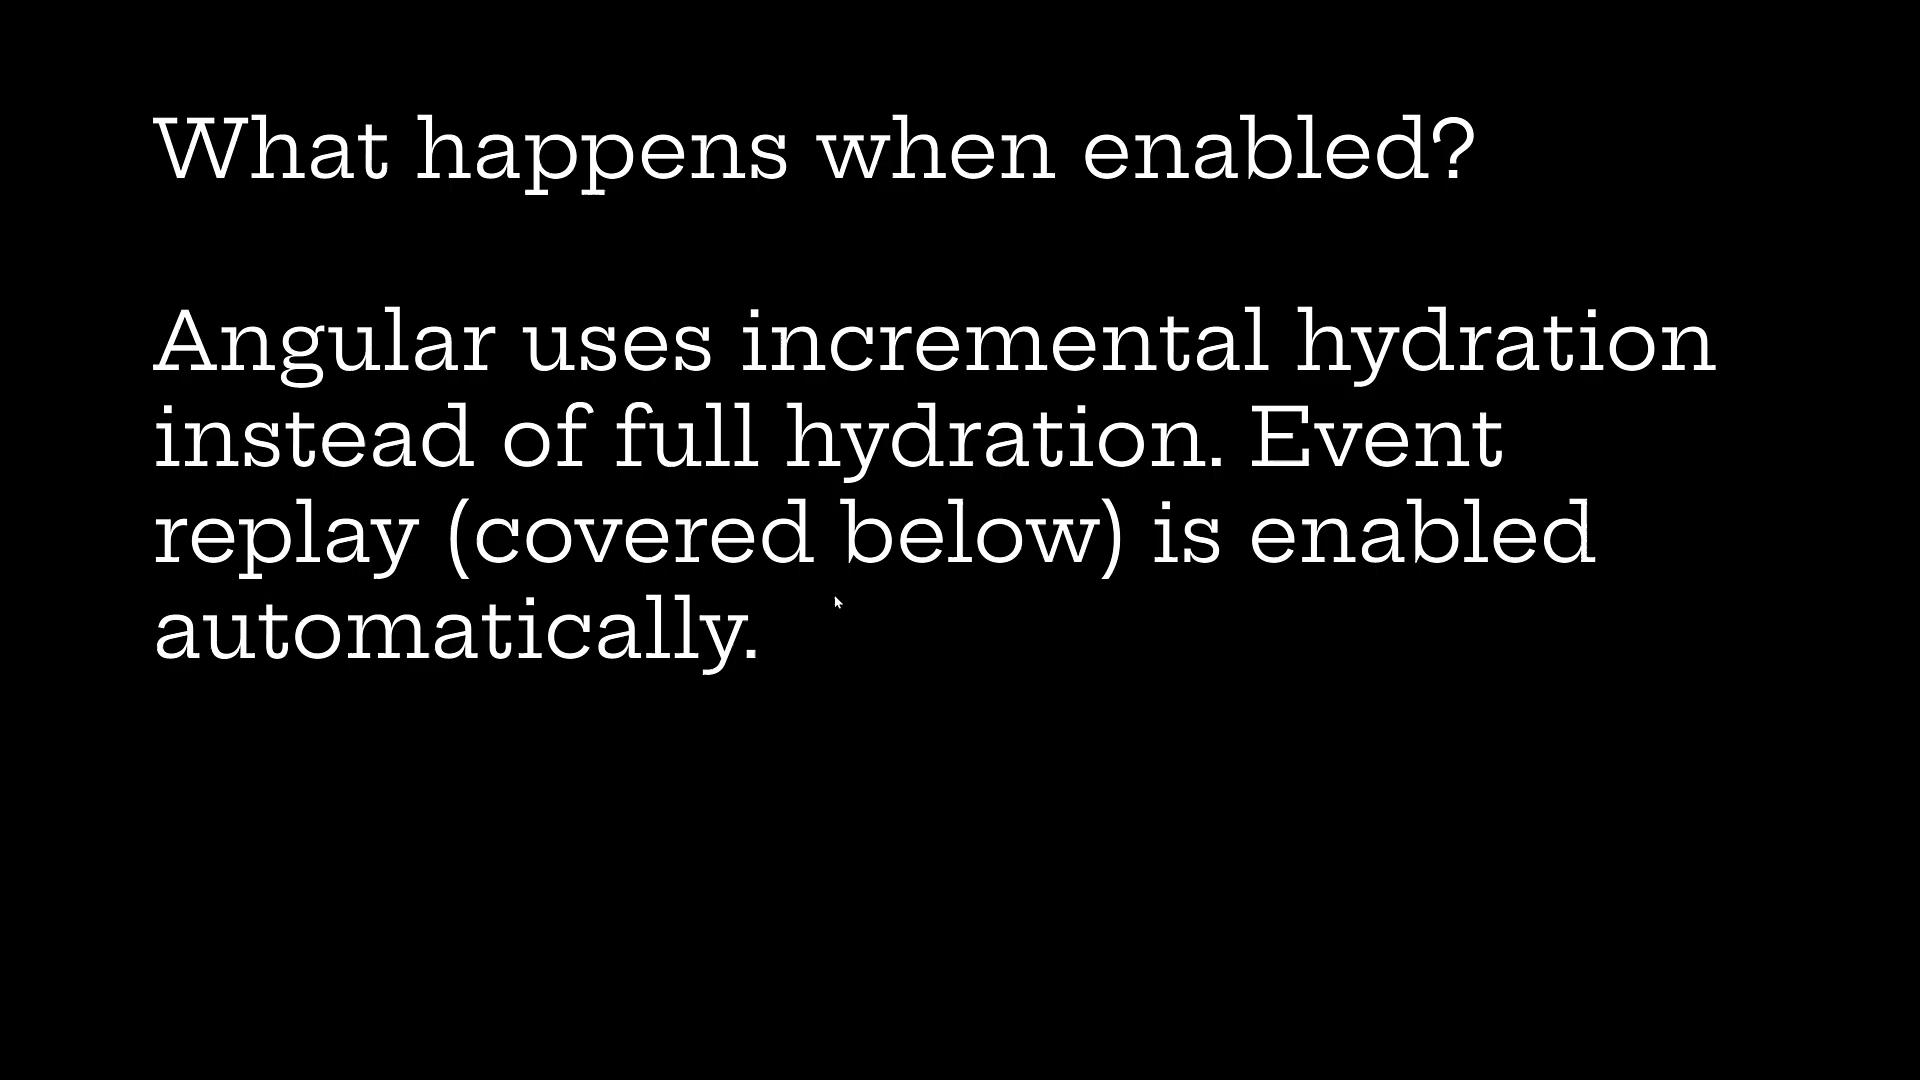 What happens when enabled?
Angular uses incremental hydration
instead of full hydration. Event
replay (covered below) is enabled
automatically.